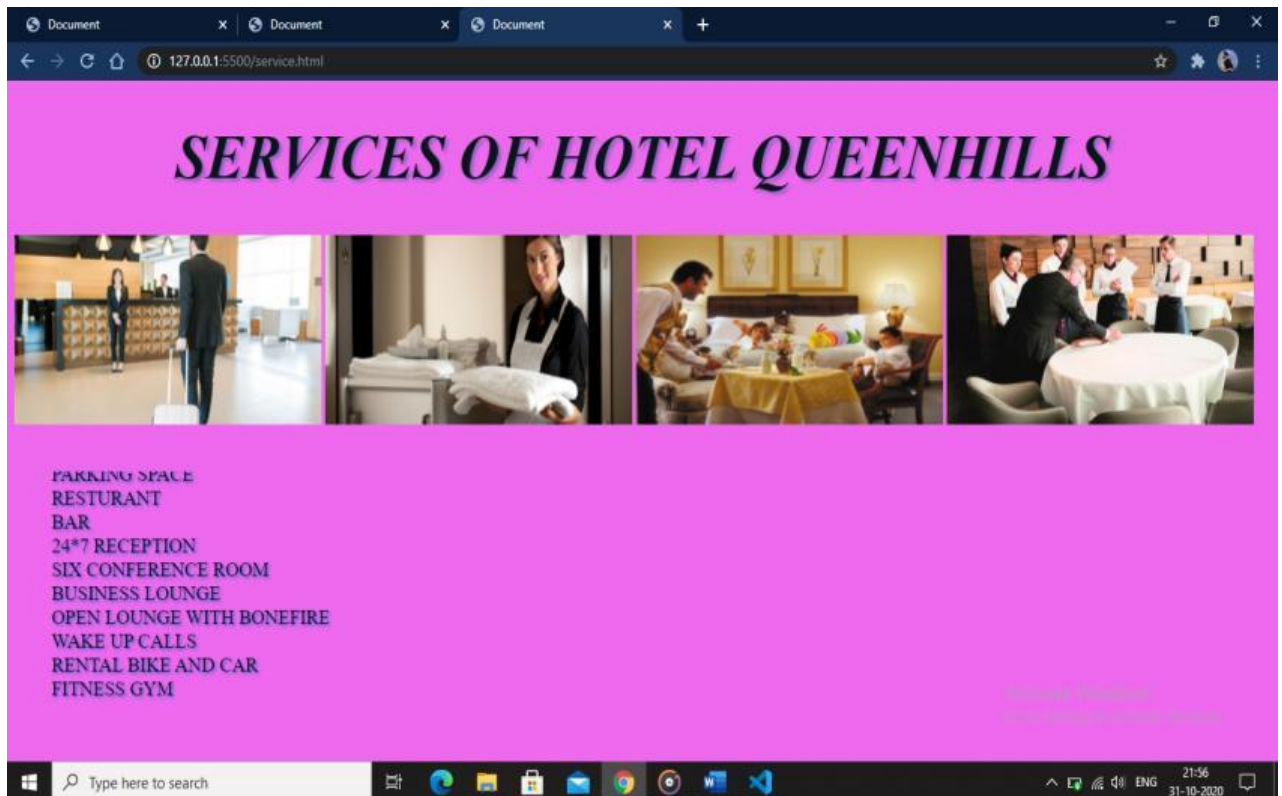 Document
Document
Document
127.0.0.1:5500/service.html
SERVICES OF HOTEL QUEENHILLS
PARKING SPACE
RESTURANT
BAR
24*7 RECEPTION
SIX CONFERENCE ROOM
BUSINESS LOUNGE
OPEN LOUNGE WITH BONEFIRE
WAKE UP CALLS
RENTAL BIKE AND CAR
FITNESS GYM
Type here to search
ENG
21:56
31-10-2020